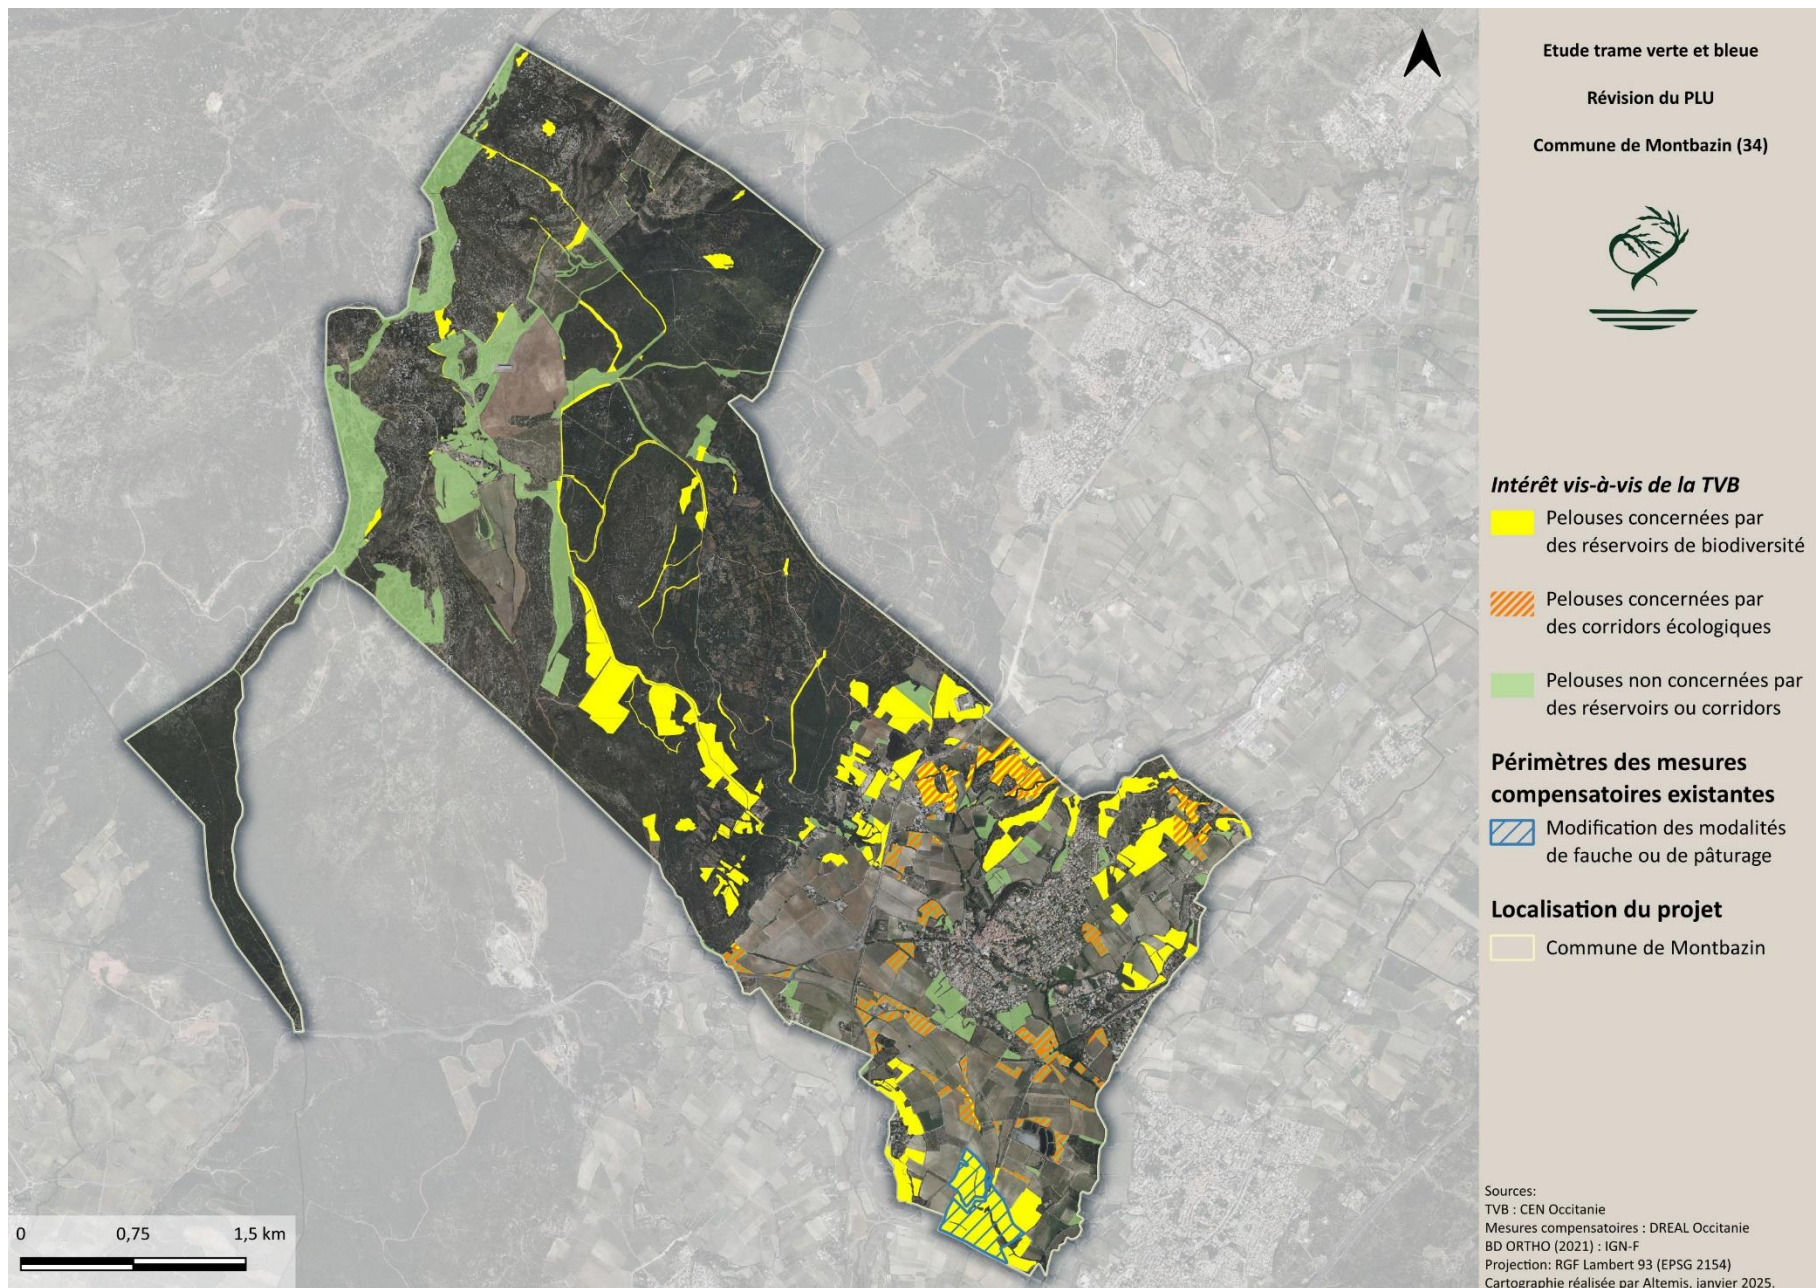 Etude trame verte et bleue
Révision du PLU
Commune de Montbazin (34)
Intérêt vis-à-vis de la TVB
Pelouses concernées par
des réservoirs de biodiversité
Pelouses concernées par
des corridors écologiques
Pelouses non concernées par
des réservoirs ou corridors
Périmètres des mesures
compensatoires existantes
Modification des modalités
de fauche ou de pâturage
Localisation du projet
Commune de Montbazin
Sources:
TVB : CEN Occitanie
Mesures compensatoires : DREAL Occitanie
BD ORTHO (2021) : IGN-F
Projection: RGF Lambert 93 (EPSG 2154)
Cartographie réalisée par Altemis, janvier 2025.
0 0,75 1,5 km